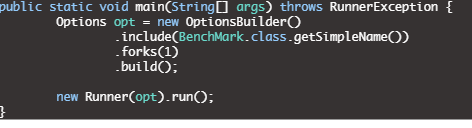 public static void main(String[] args) throws RunnerException {
Options opt = new OptionsBuilder()
.include(BenchMark.class.getSimpleName())
.forks(1)
.build();
new Runner(opt).run();
}